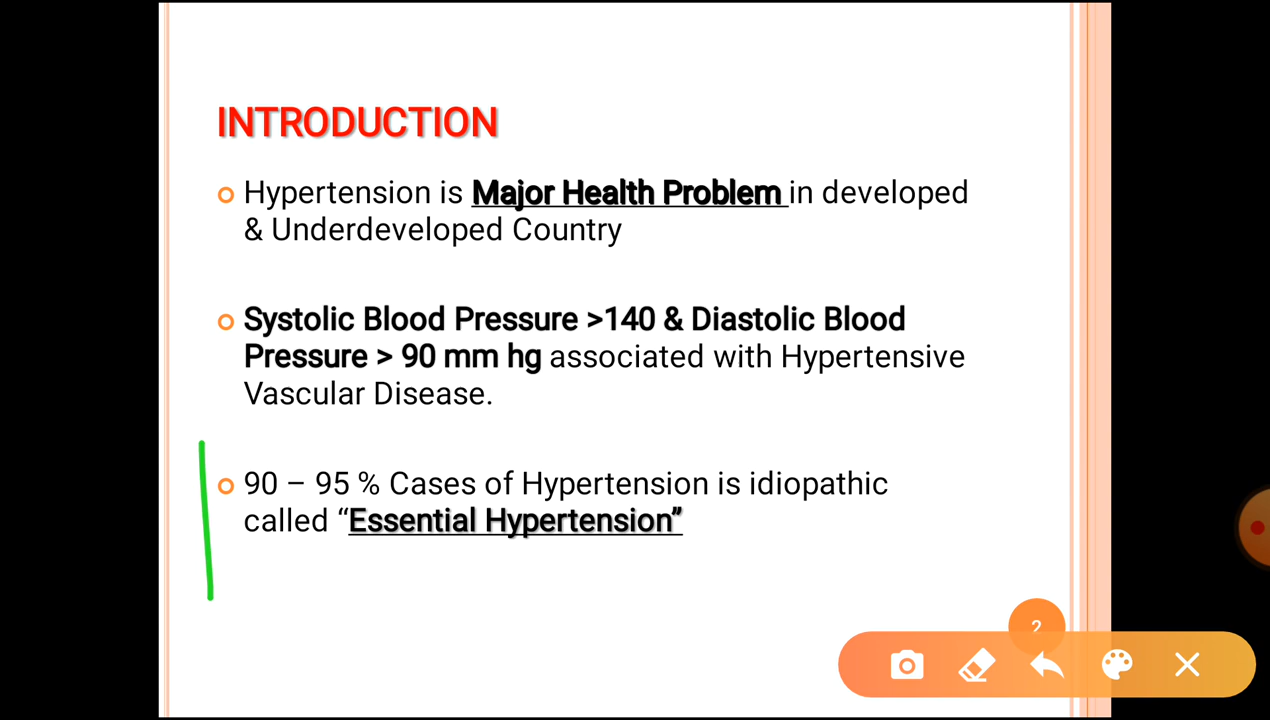 INTRODUCTION
Hypertension is Major Health Problem in developed
& Underdeveloped Country
Systolic Blood Pressure >140 & Diastolic Blood
Pressure > 90 mm hg associated with Hypertensive
Vascular Disease.
90 – 95 % Cases of Hypertension is idiopathic
called “Essential Hypertension”
2